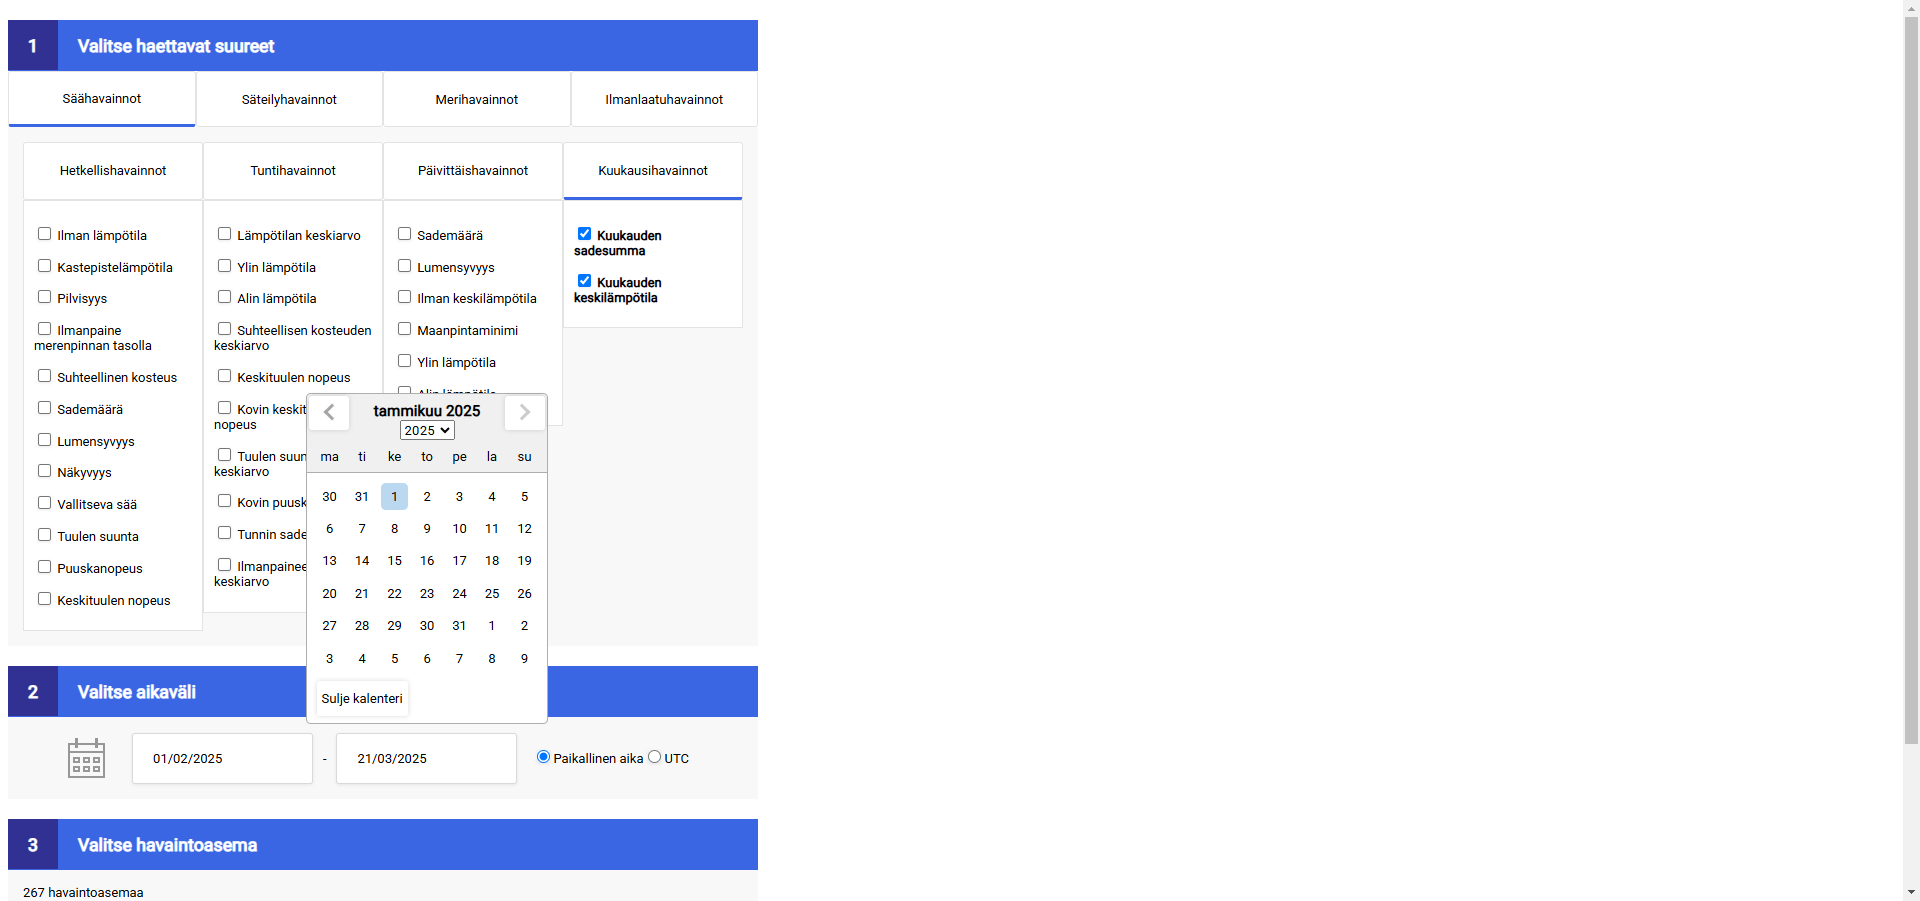 1 Valitse haettavat suureet
Säähavainnot Säteilyhavainnot Merihavainnot Ilmanlaatuhavainnot
Hetkellishavainnot Tuntihavainnot Päivittäishavainnot Kuukausihavainnot
Ilman lämpötila
Kastepistelämpötila
Pilvisyys
Ilmanpaine
merenpinnan tasolla
Suhteellinen kosteus
Sademäärä
Lumensyvyys
Näkyvyys
Vallitseva sää
Tuulen suunta
Puuskanopeus
Keskituulen nopeus
Lämpötilan keskiarvo
Ylin lämpötila
Alin lämpötila
Suhteellisen kosteuden
keskiarvo
Keskituulen nopeus
Kovin keskit
nopeus
Tuulen suun
keskiarvo
Kovin puusk
Tunnin sade
Ilmanpainee
keskiarvo
Sademäärä
Lumensyvyys
Ilman keskilämpötila
Maanpintaminimi
Ylin lämpötila
Alin lämpötila
Kuukauden
sadesumma
Kuukauden
keskilämpötila
tammikuu 2025
2025
ma ti ke to pe la su
30 31 1 2 3 4 5
6 7 8 9 10 11 12
13 14 15 16 17 18 19
20 21 22 23 24 25 26
27 28 29 30 31 1 2
3 4 5 6 7 8 9
Sulje kalenteri
2 Valitse aikaväli
01/02/2025 - 21/03/2025 Paikallinen aika UTC
3 Valitse havaintoasema
267 havaintoasemaa